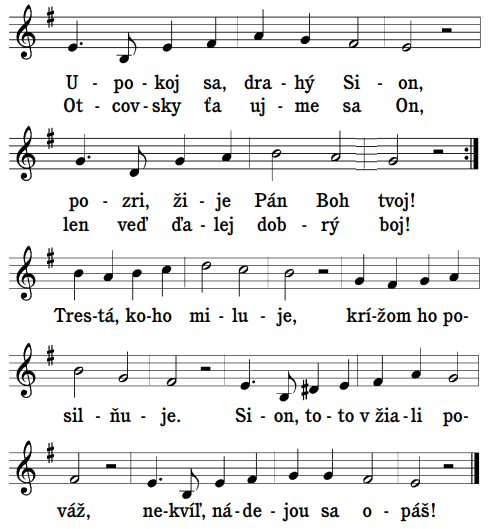 U - po - koj sa, dra - hý Si - on,
Ot - cov - sky ťa uj - me sa On,
po - zri, ži - je Pán Boh tvoj!
len veď ďa - lej dob - rý boj!
Tres - tá, ko - ho mi - lu - je, krí - žom ho po -
sil - ňu - je. Si - on, to - to v žia - li po -
váž, ne - kvíľ, ná - de - jou sa o - páš!